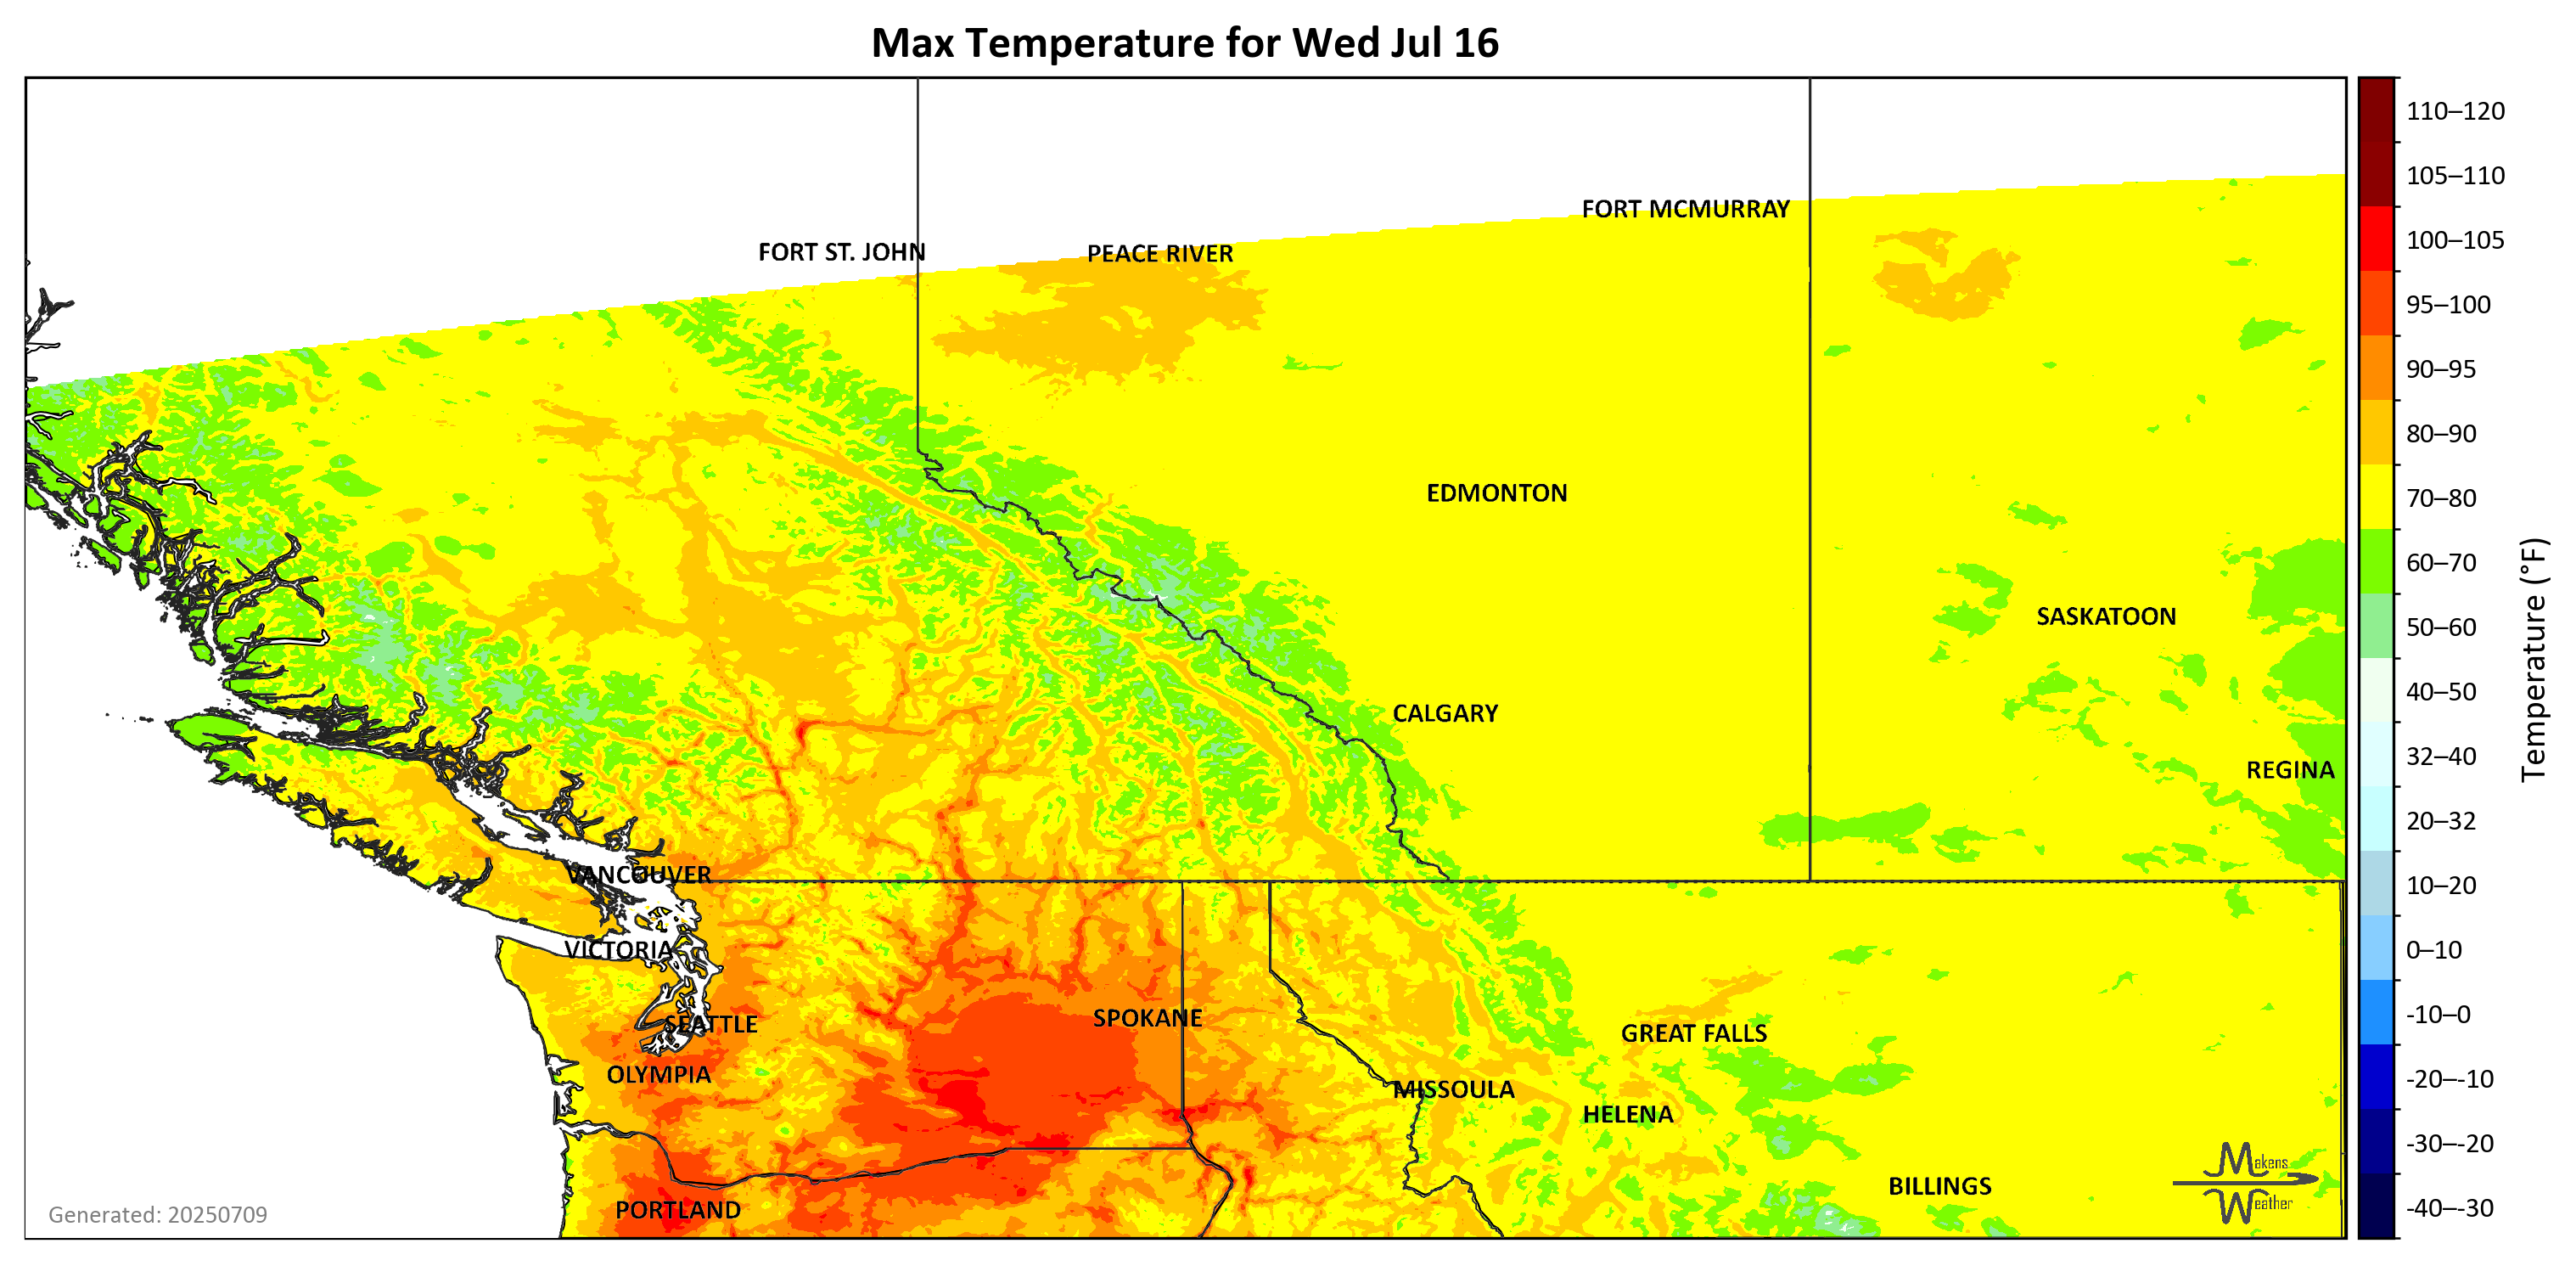 Max Temperature for Wed Jul 16
FORT MCMURRAY
FORT ST. JOHN
PEACE RIVER
EDMONTON
SASKATOON
CALGARY
REGINA
VANCOUVER
VICTORIA
SEATTLE
SPOKANE
GREAT FALLS
OLYMPIA
MISSOULA
HELENA
BILLINGS
PORTLAND
Makens
Weather
Generated: 20250709
110–120
105–110
100–105
95–100
90–95
80–90
70–80
60–70
50–60
40–50
32–40
20–32
10–20
0–10
-10–0
-20–-10
-30–-20
-40–-30
Temperature (°F)